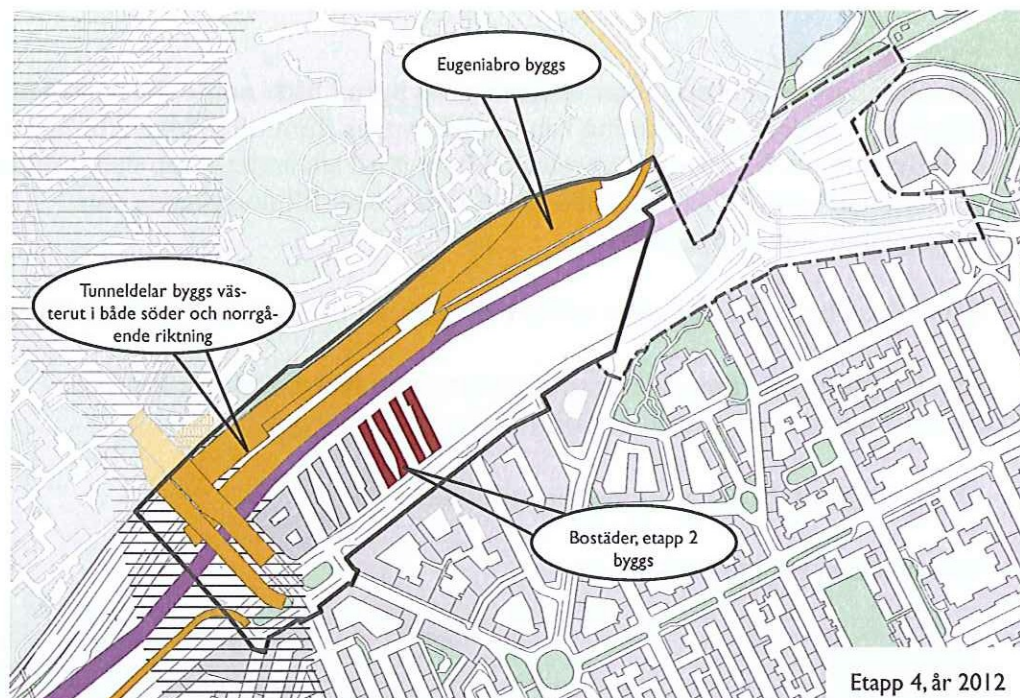 Eugeniabro byggs
Tunneldelar byggs väs-
terut i både söder och norrgå-
ende riktning
Bostäder, etapp 2
byggs
Etapp 4, år 2012